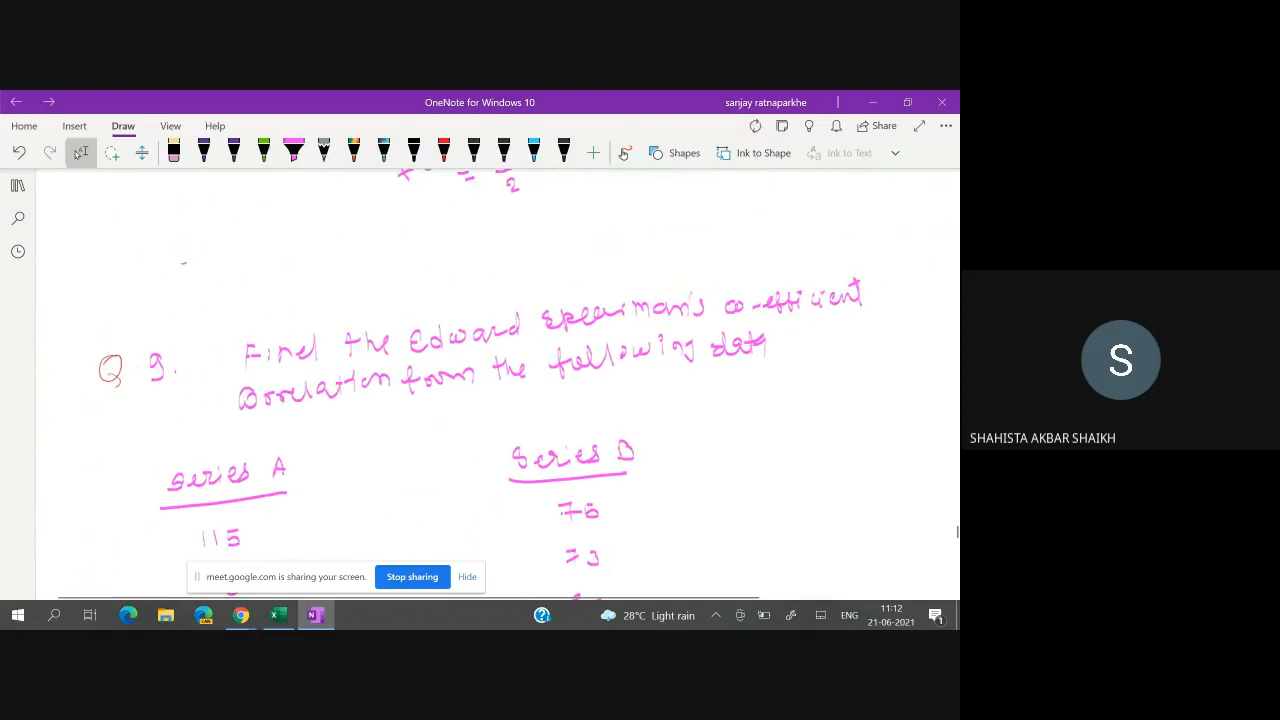 OneNote for Windows 10
sanjay ratnaparkhe
Home Insert Draw View Help
Share
Shapes
Ink to Shape
Ink to Text
=
2
Q 9. Find the Edward Spearman's co-efficient
Correlation from the following data
Series A Series B
115 75
73
meet.google.com is sharing your screen. Stop sharing Hide
S
SHAHISTA AKBAR SHAIKH
28°C Light rain
ENG
11:12
21-06-2021